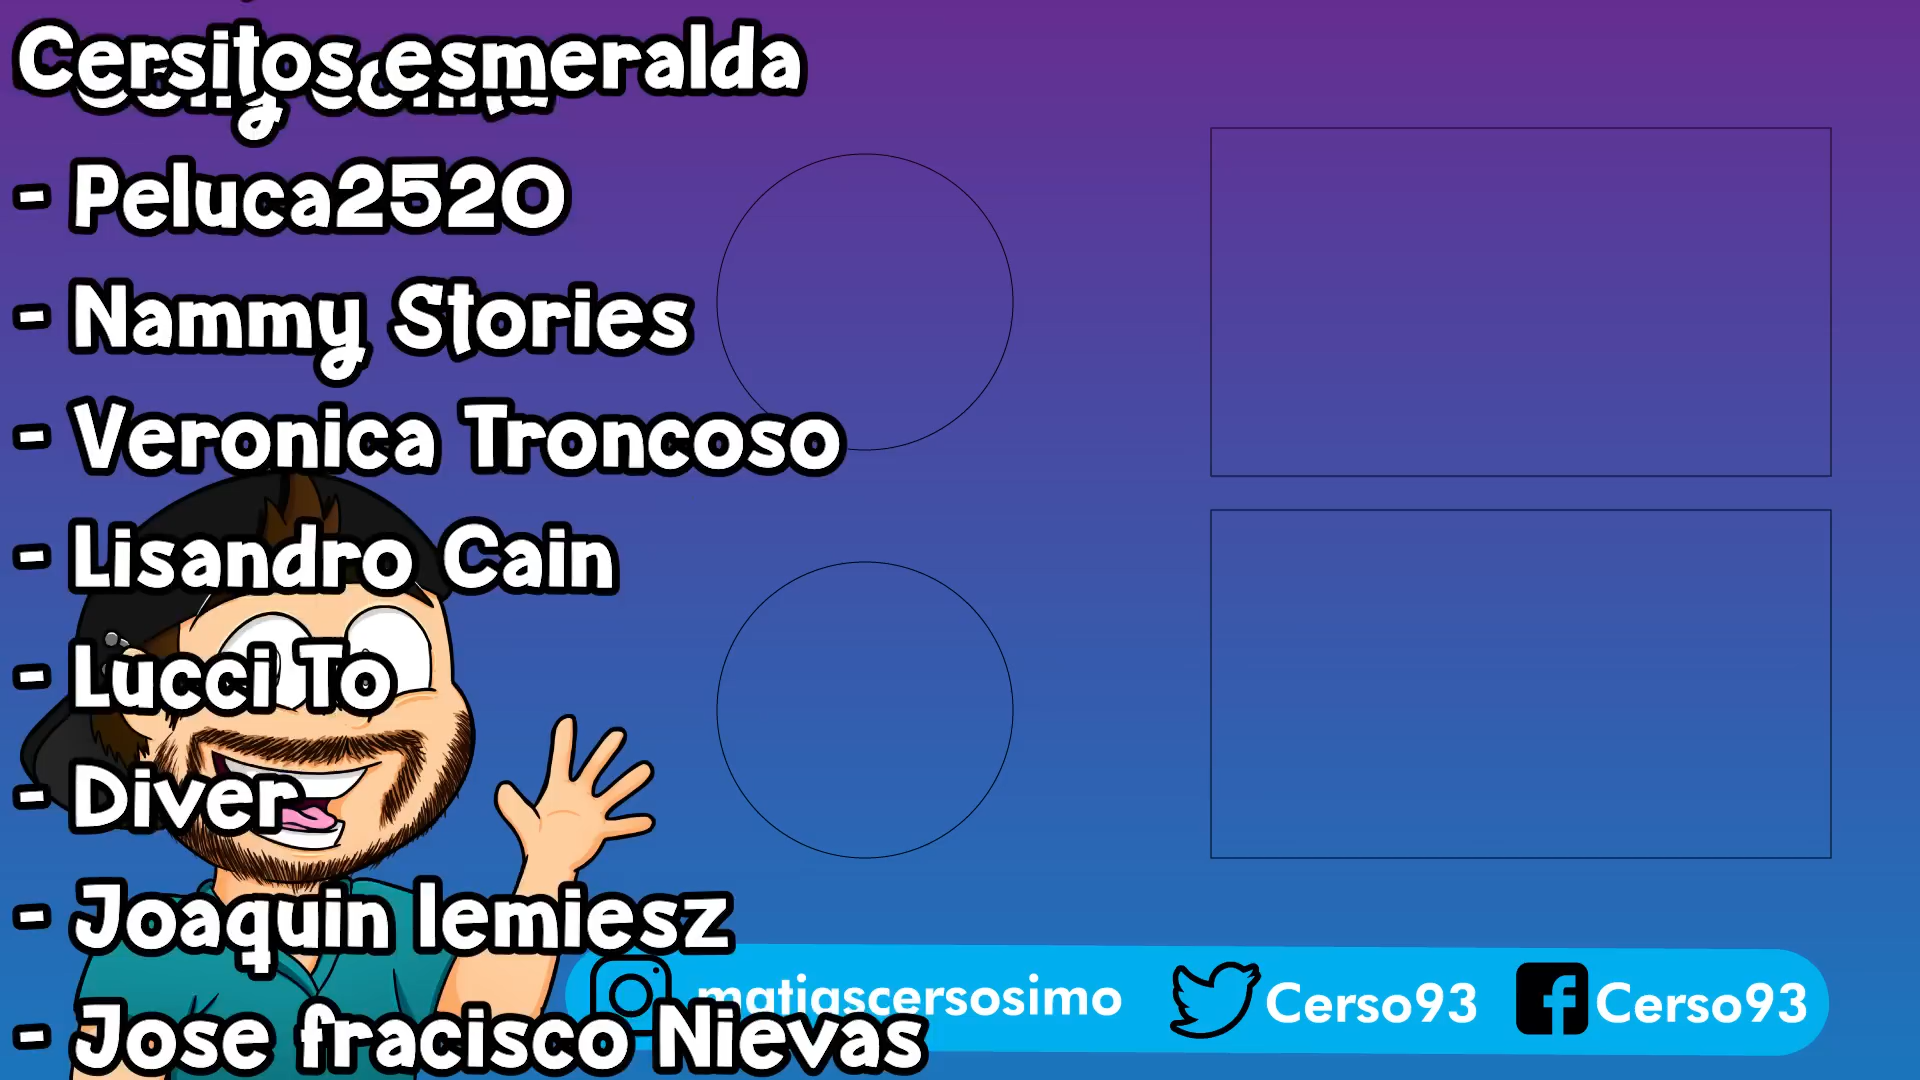 Cersitos esmeralda
- Peluca2520
- Nammy Stories
- Veronica Troncoso
- Lisandro Cain
- Lucci To
- Diver
- Joaquin lemiesz
- Jose fracisco Nievas
matiascersosimo
Cerso93
Cerso93